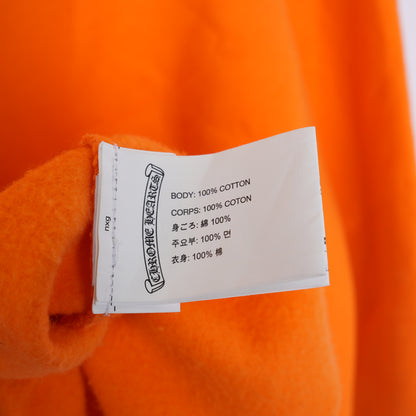 nxg
CHROME HEARTS
BODY: 100% COTTON
CORPS: 100% COTON
身ごろ: 綿 100%
주요부: 100% 면
衣身: 100% 棉